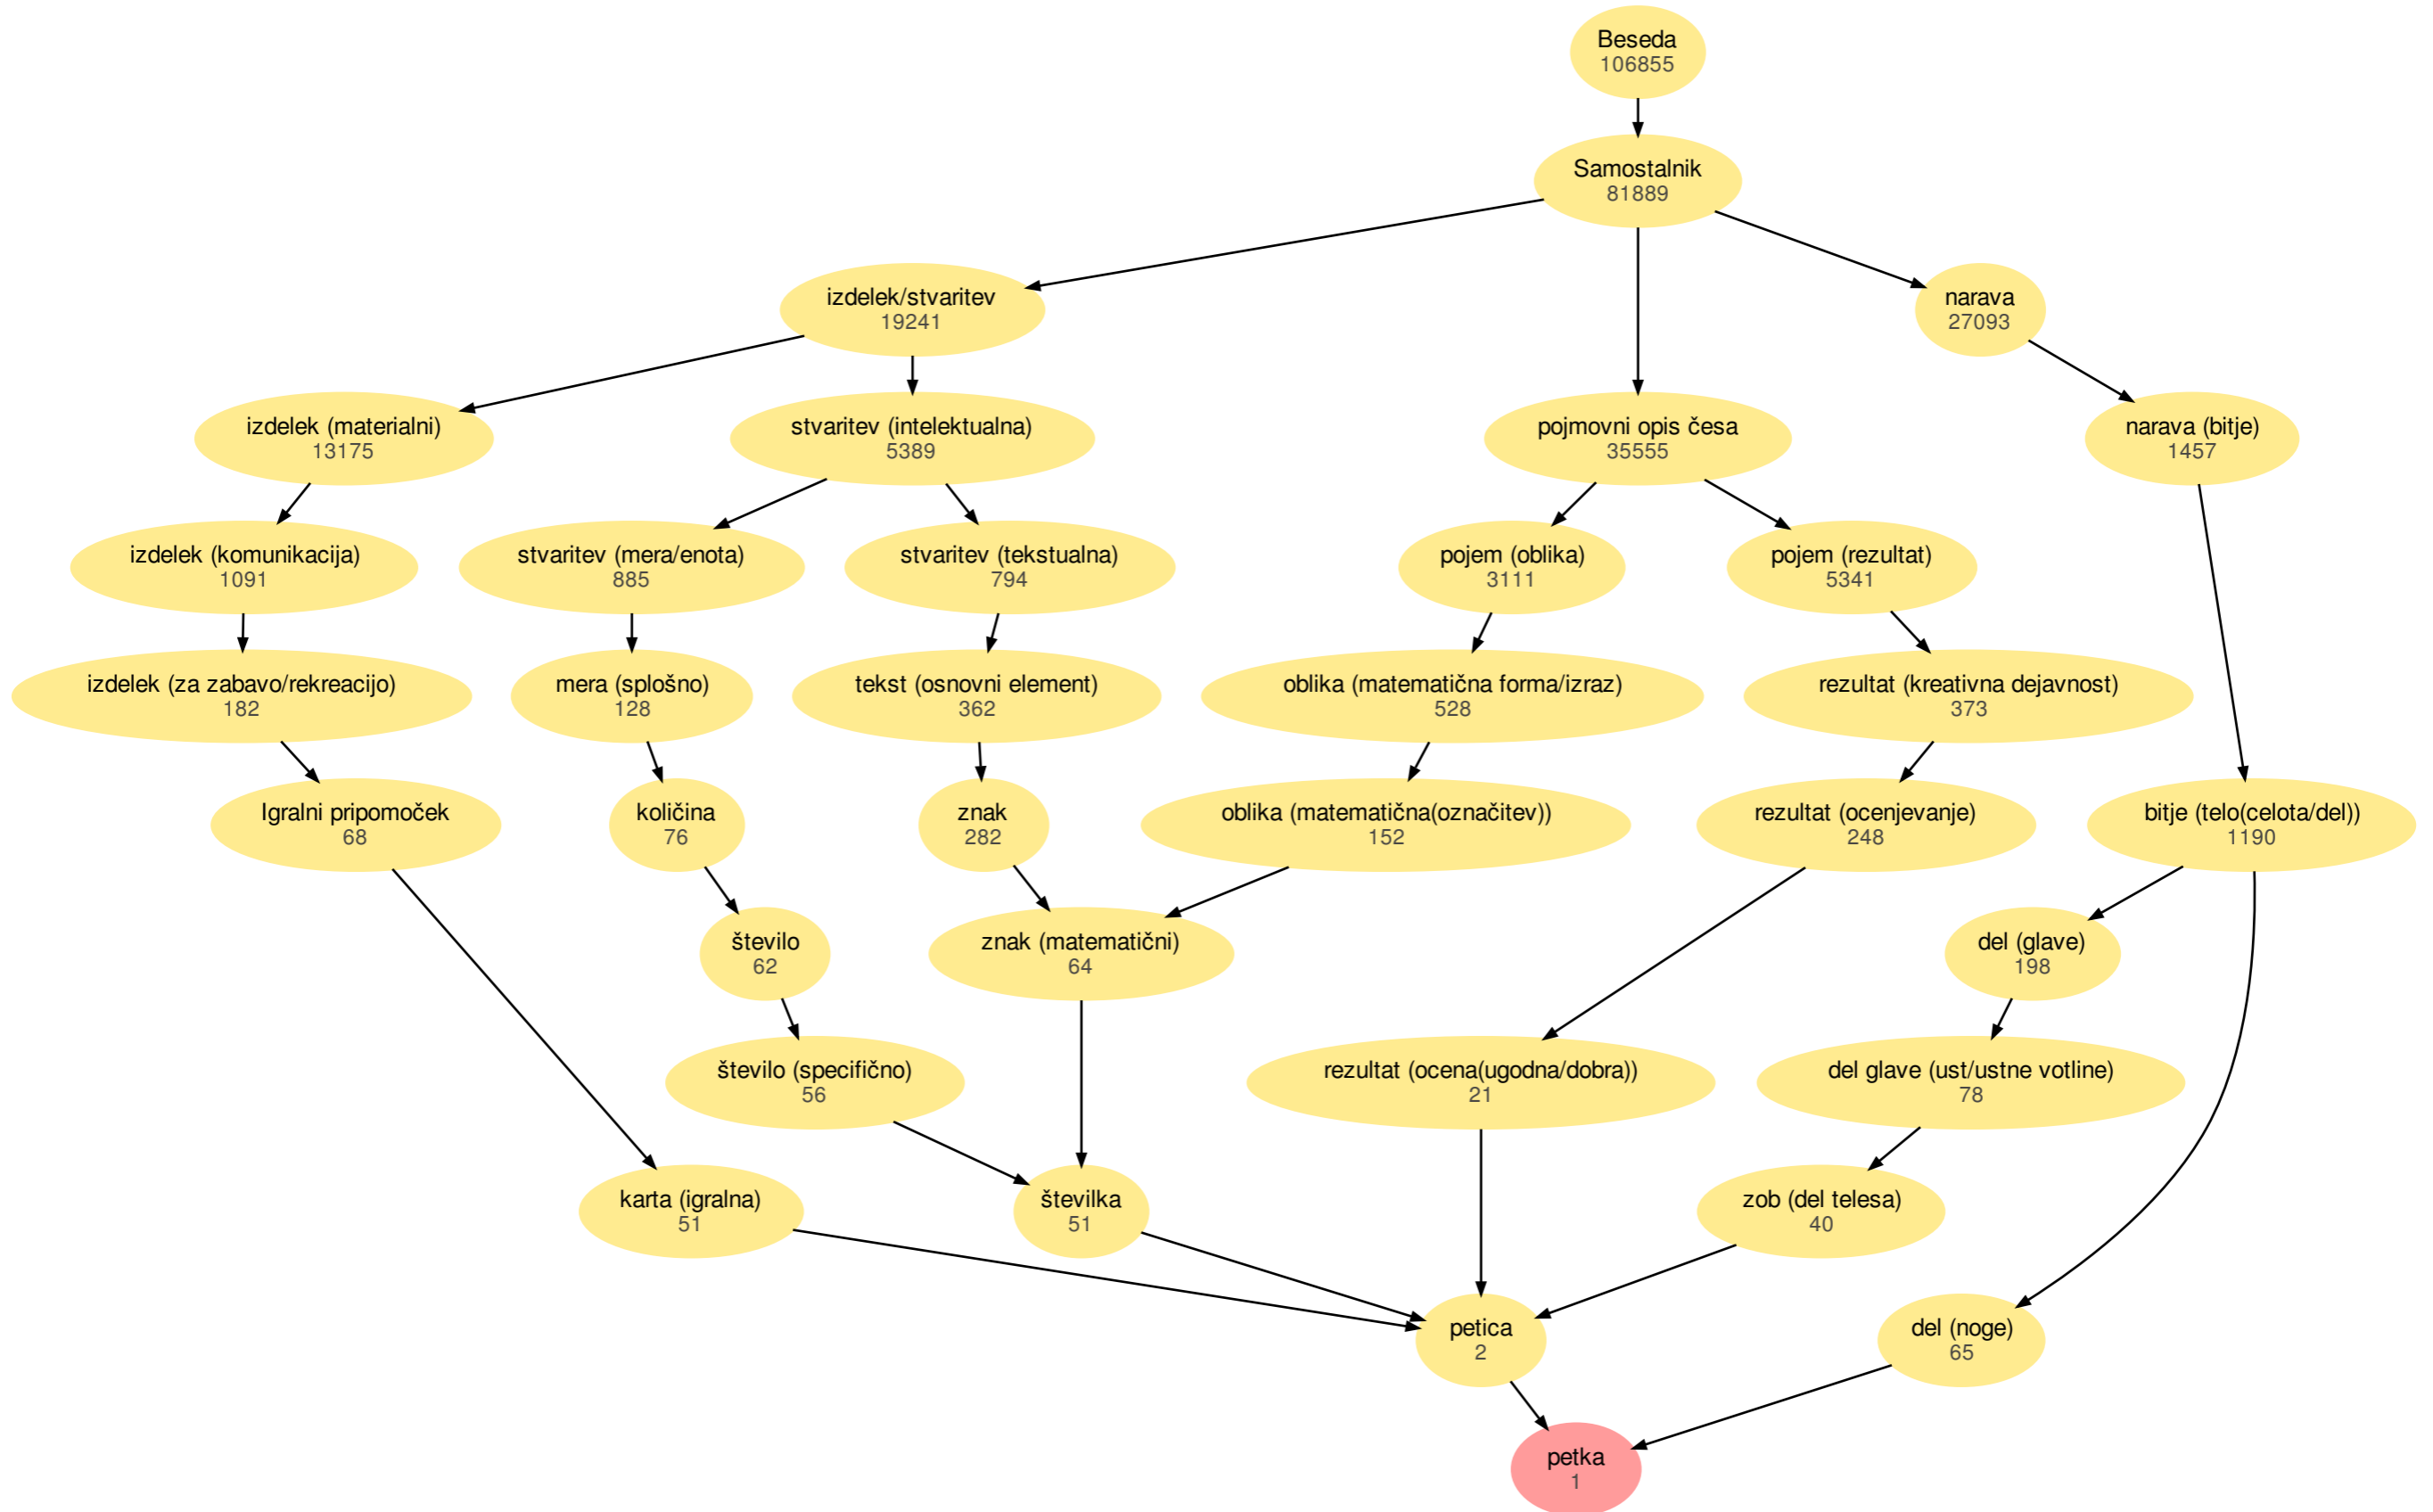 Beseda
106855
Samostalnik
81889
izdelek/stvaritev
19241
narava
27093
izdelek (materialni)
13175
stvaritev (intelektualna)
5389
pojmovni opis česa
35555
narava (bitje)
1457
izdelek (komunikacija)
1091
stvaritev (mera/enota)
885
stvaritev (tekstualna)
794
pojem (oblika)
3111
pojem (rezultat)
5341
izdelek (za zabavo/rekreacijo)
182
mera (splošno)
128
tekst (osnovni element)
362
oblika (matematična forma/izraz)
528
rezultat (kreativna dejavnost)
373
Igralni pripomoček
68
količina
76
znak
282
oblika (matematična(označitev))
152
rezultat (ocenjevanje)
248
bitje (telo(celota/del))
1190
število
62
znak (matematični)
64
del (glave)
198
število (specifično)
56
rezultat (ocena(ugodna/dobra))
21
del glave (ust/ustne votline)
78
karta (igralna)
51
številka
51
zob (del telesa)
40
petica
2
del (noge)
65
petka
1